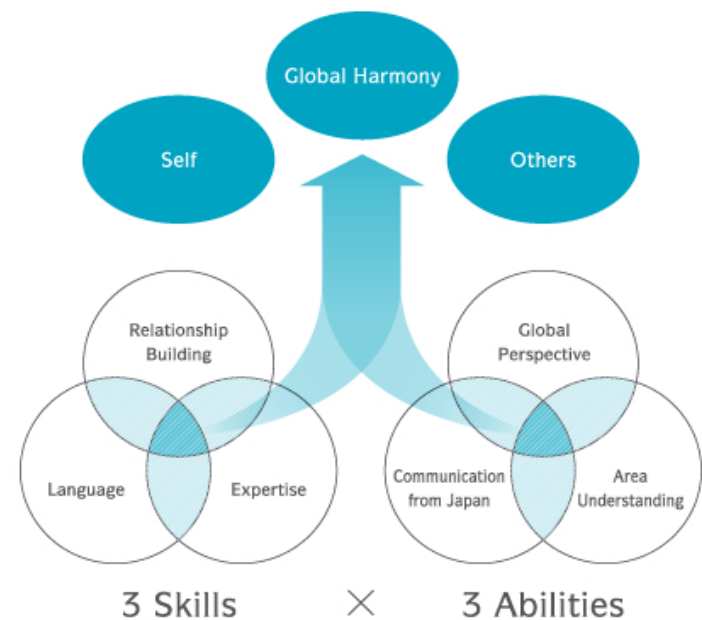 Global Harmony
Self
Others
Relationship
Building
Language
Expertise
Global
Perspective
Communication
from Japan
Area
Understanding
3 Skills × 3 Abilities